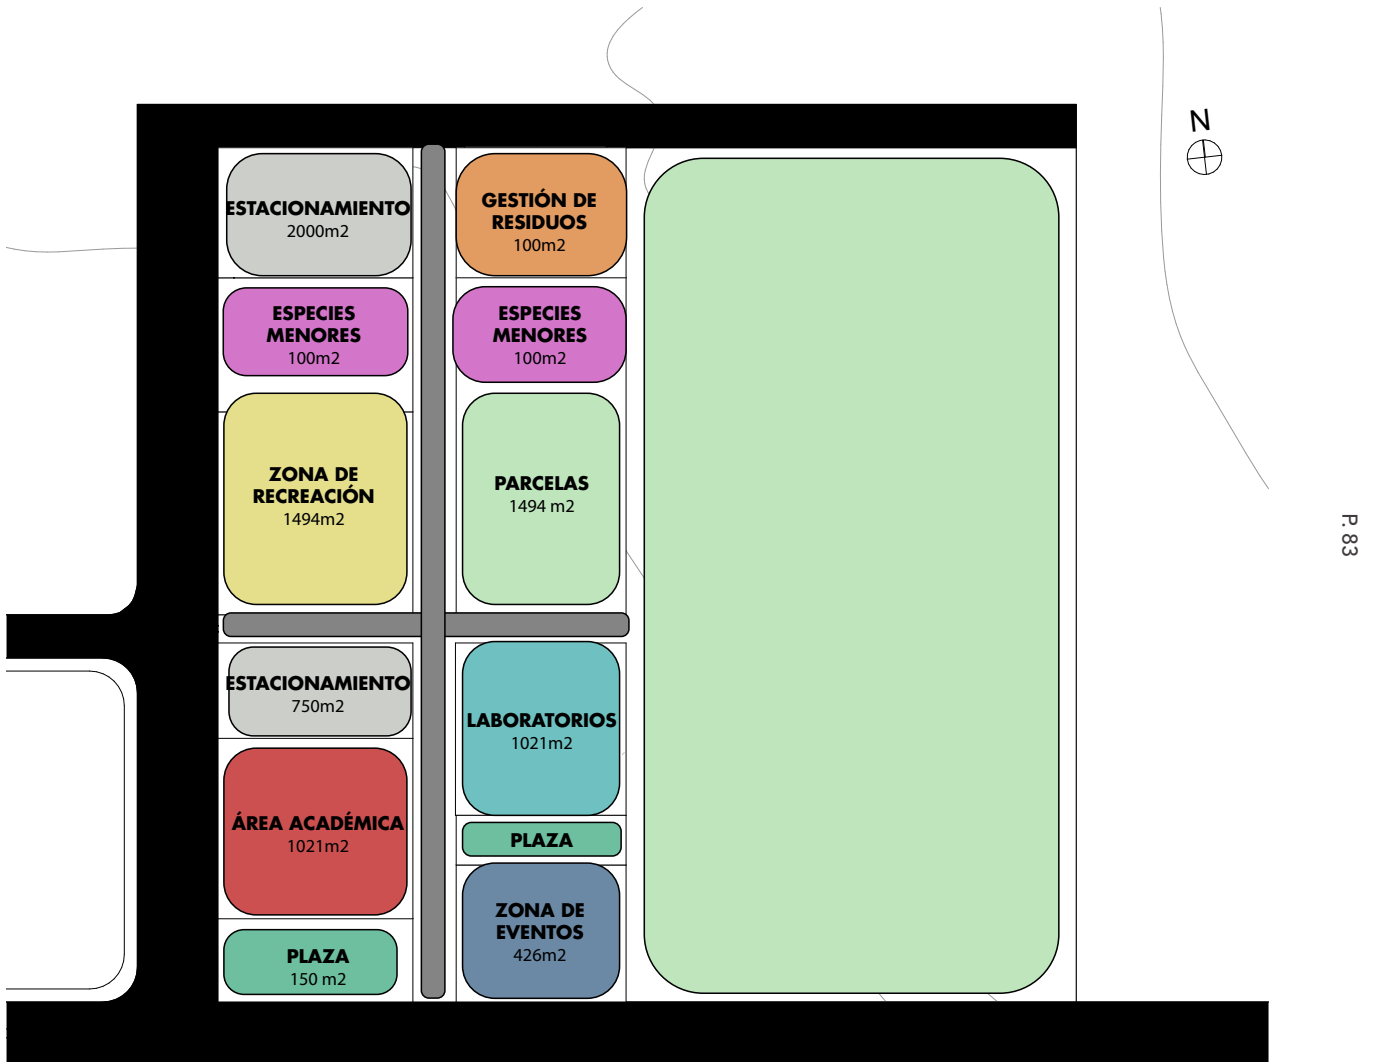 N
ESTACIONAMIENTO
2000m2
GESTIÓN DE
RESIDUOS
100m2
ESPECIES
MENORES
100m2
ESPECIES
MENORES
100m2
ZONA DE
RECREACIÓN
1494m2
PARCELAS
1494 m2
P. 83
ESTACIONAMIENTO
750m2
LABORATORIOS
1021m2
ÁREA ACADÉMICA
1021m2
PLAZA
ZONA DE
EVENTOS
426m2
PLAZA
150 m2